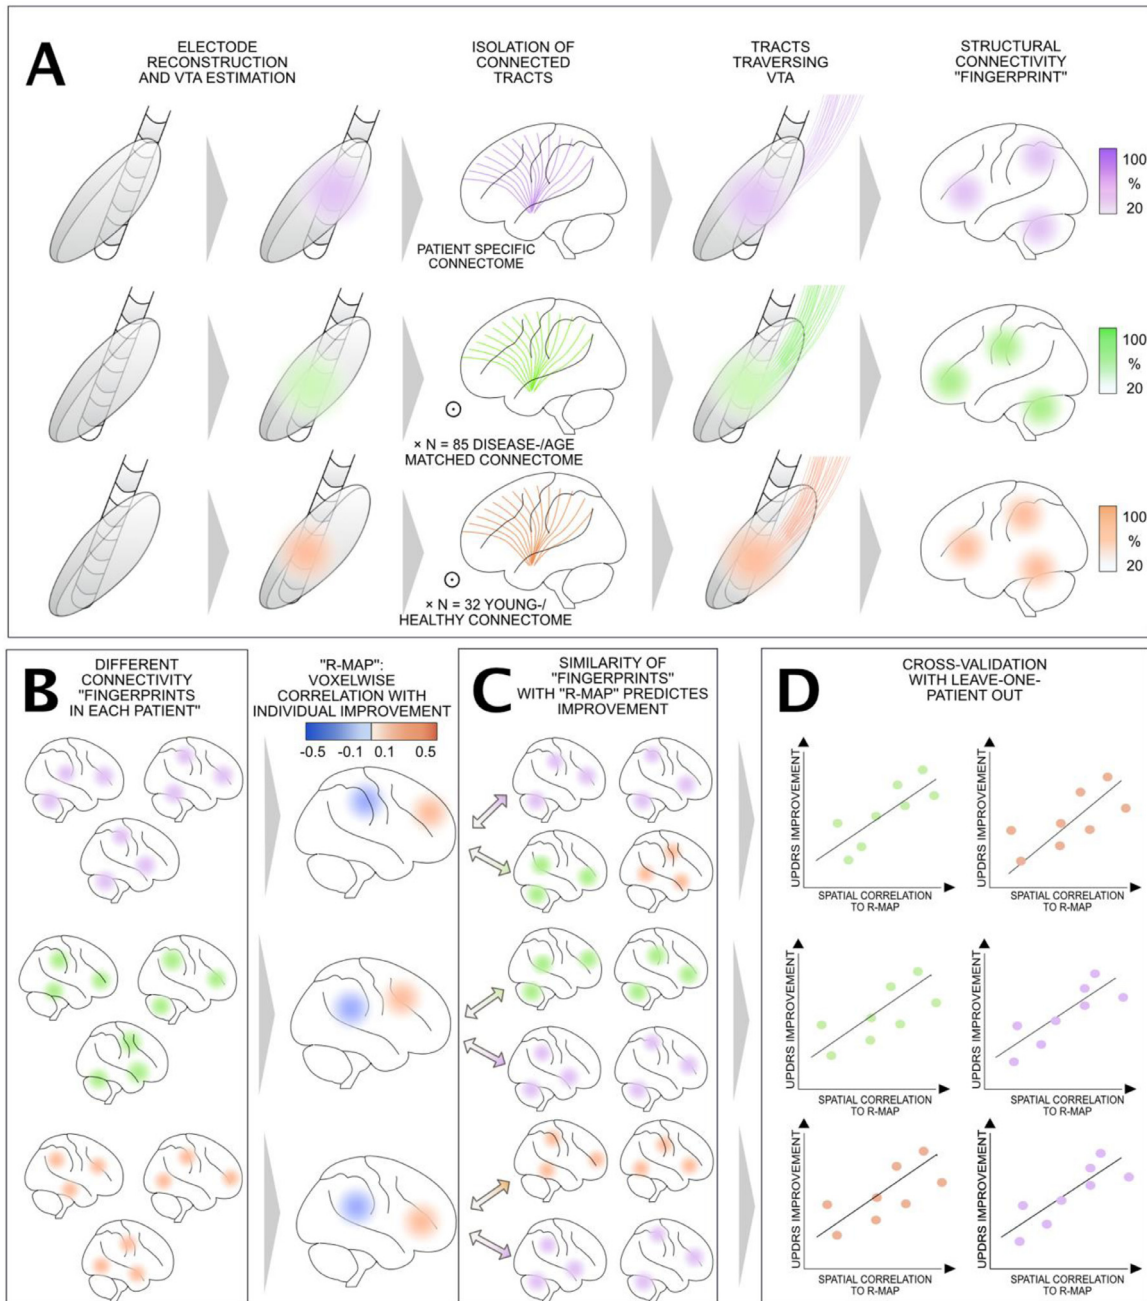 A
ELECTODE
RECONSTRUCTION
AND VTA ESTIMATION
ISOLATION OF
CONNECTED
TRACTS
TRACTS
TRAVERSING
VTA
STRUCTURAL
CONNECTIVITY
"FINGERPRINT"
100
%
20
PATIENT SPECIFIC
CONNECTOME
100
%
20
× N = 85 DISEASE-/AGE
MATCHED CONNECTOME
100
%
20
× N = 32 YOUNG-/
HEALTHY CONNECTOME
B
DIFFERENT
CONNECTIVITY
"FINGERPRINTS
IN EACH PATIENT"
"R-MAP":
VOXELWISE
CORRELATION WITH
INDIVIDUAL IMPROVEMENT
-0.5 -0.1 0.1 0.5
C
SIMILARITY OF
"FINGERPRINTS"
WITH "R-MAP" PREDICTES
IMPROVEMENT
D
CROSS-VALIDATION
WITH LEAVE-ONE-
PATIENT OUT
UPDRS IMPROVEMENT
SPATIAL CORRELATION
TO R-MAP
UPDRS IMPROVEMENT
SPATIAL CORRELATION
TO R-MAP
UPDRS IMPROVEMENT
SPATIAL CORRELATION
TO R-MAP
UPDRS IMPROVEMENT
SPATIAL CORRELATION
TO R-MAP
UPDRS IMPROVEMENT
SPATIAL CORRELATION
TO R-MAP
UPDRS IMPROVEMENT
SPATIAL CORRELATION
TO R-MAP